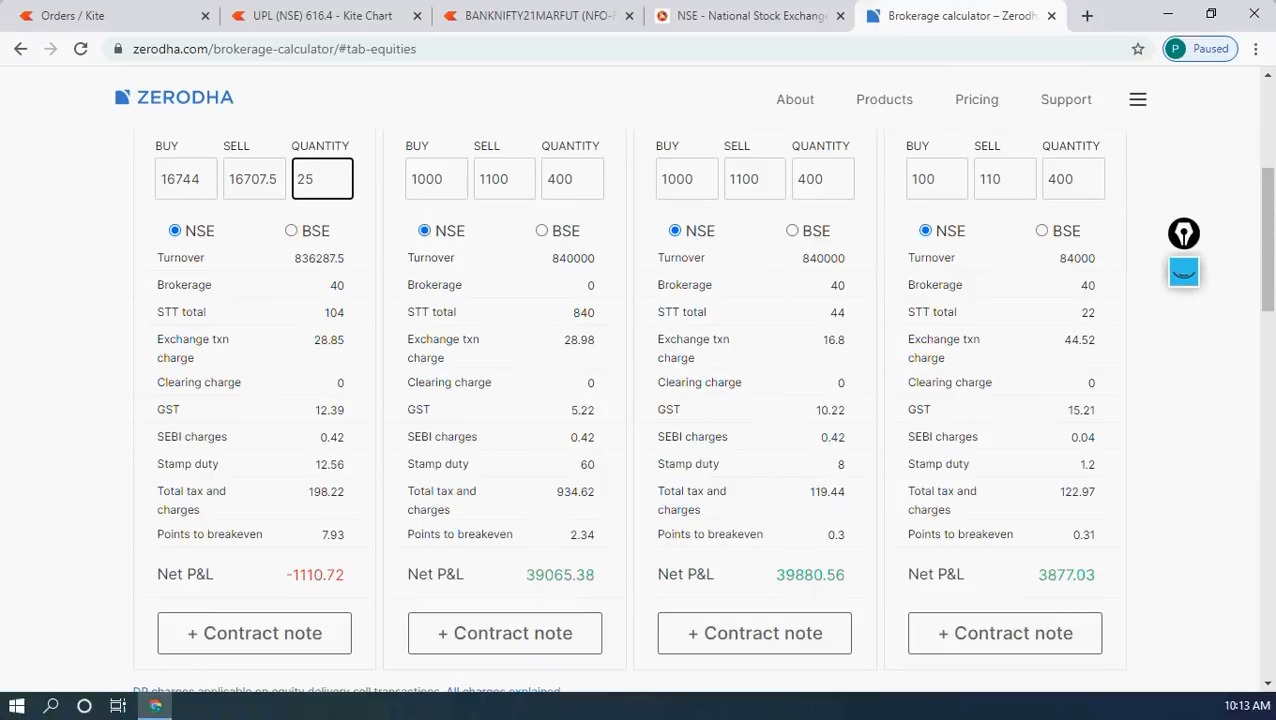 Orders / Kite
UPL (NSE) 616.4 - Kite Chart
BANKNIFTY21MARFUT (NFO-F
NSE - National Stock Exchange
Brokerage calculator – Zerodh
zerodha.com/brokerage-calculator/#tab-equities
P Paused
ZERODHA
About Products Pricing Support
BUY SELL QUANTITY BUY SELL QUANTITY BUY SELL QUANTITY BUY SELL QUANTITY
16744 16707.5 25 1000 1100 400 1000 1100 400 100 110 400
NSE BSE NSE BSE NSE BSE NSE BSE
Turnover 836287.5 Turnover 840000 Turnover 840000 Turnover 84000
Brokerage 40 Brokerage 0 Brokerage 40 Brokerage 40
STT total 104 STT total 840 STT total 44 STT total 22
Exchange txn charge 28.85 Exchange txn charge 28.98 Exchange txn charge 16.8 Exchange txn charge 44.52
Clearing charge 0 Clearing charge 0 Clearing charge 0 Clearing charge 0
GST 12.39 GST 5.22 GST 10.22 GST 15.21
SEBI charges 0.42 SEBI charges 0.42 SEBI charges 0.42 SEBI charges 0.04
Stamp duty 12.56 Stamp duty 60 Stamp duty 8 Stamp duty 1.2
Total tax and charges 198.22 Total tax and charges 934.62 Total tax and charges 119.44 Total tax and charges 122.97
Points to breakeven 7.93 Points to breakeven 2.34 Points to breakeven 0.3 Points to breakeven 0.31
Net P&L -1110.72 Net P&L 39065.38 Net P&L 39880.56 Net P&L 3877.03
+ Contract note + Contract note + Contract note + Contract note
DP charges applicable on equity delivery sell transactions. All charges explained.
10:13 AM